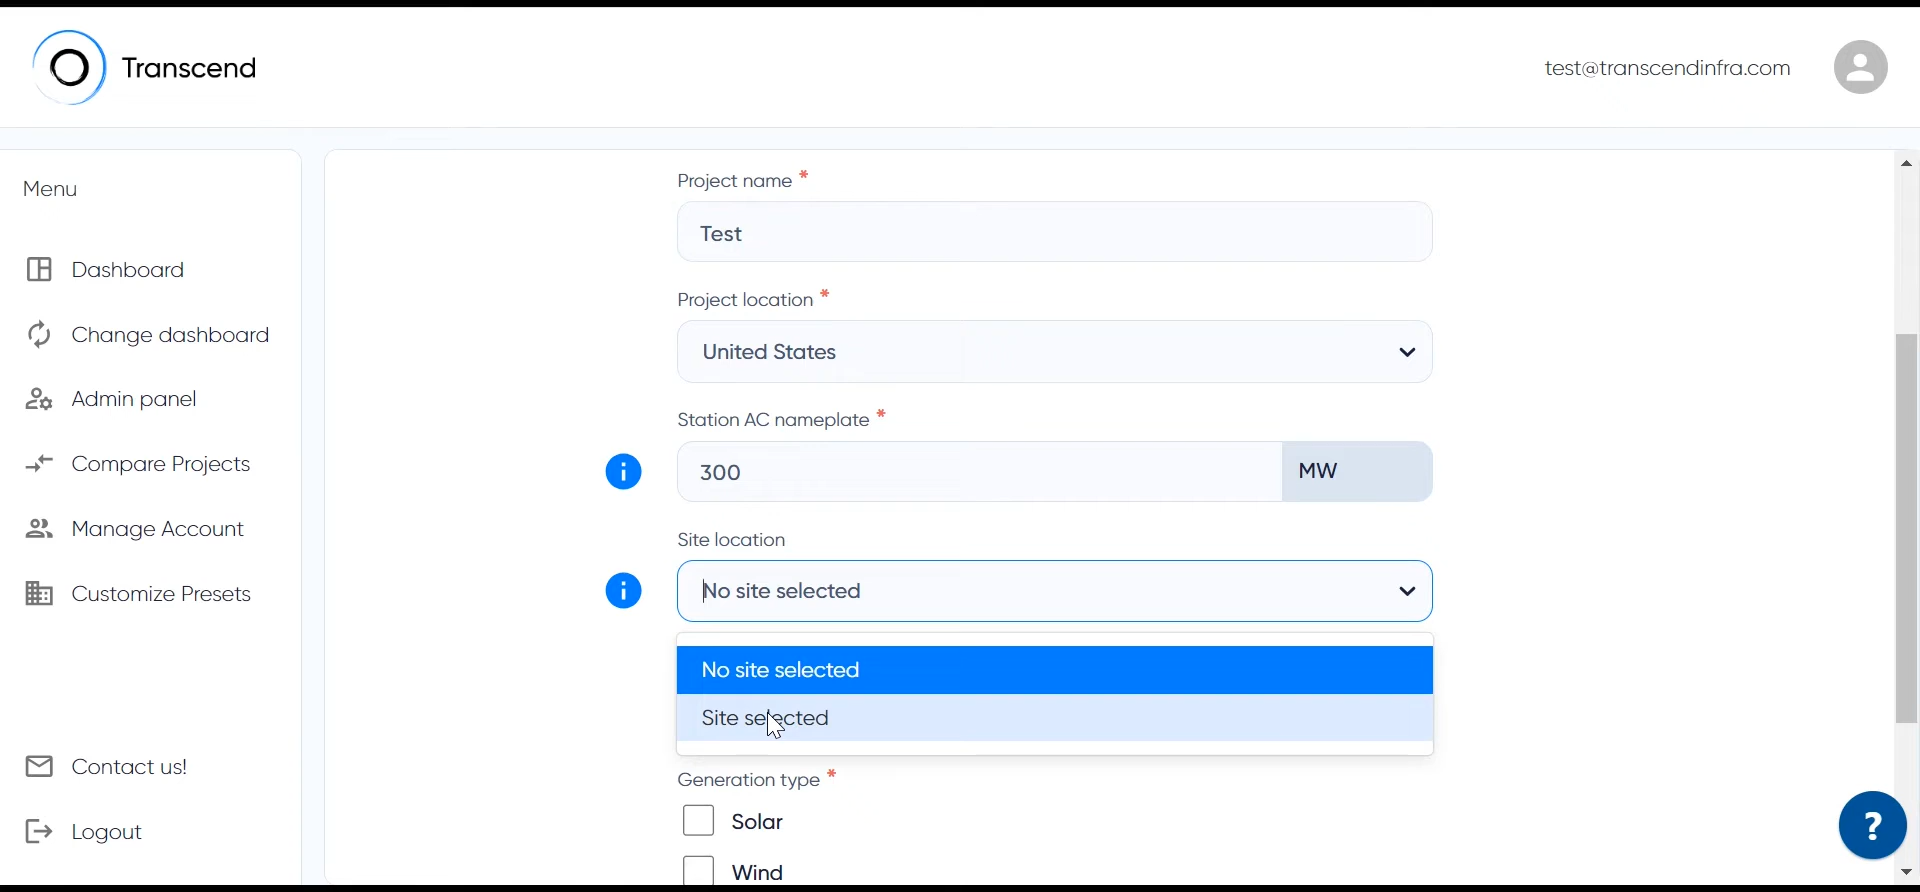 Transcend
test@transcendinfra.com
Menu
Dashboard
Change dashboard
Admin panel
Compare Projects
Manage Account
Customize Presets
Contact us!
Logout
Project name *
Test
Project location *
United States
Station AC nameplate *
i
300
MW
Site location
i
No site selected
No site selected
Site selected
Generation type *
Solar
Wind
?